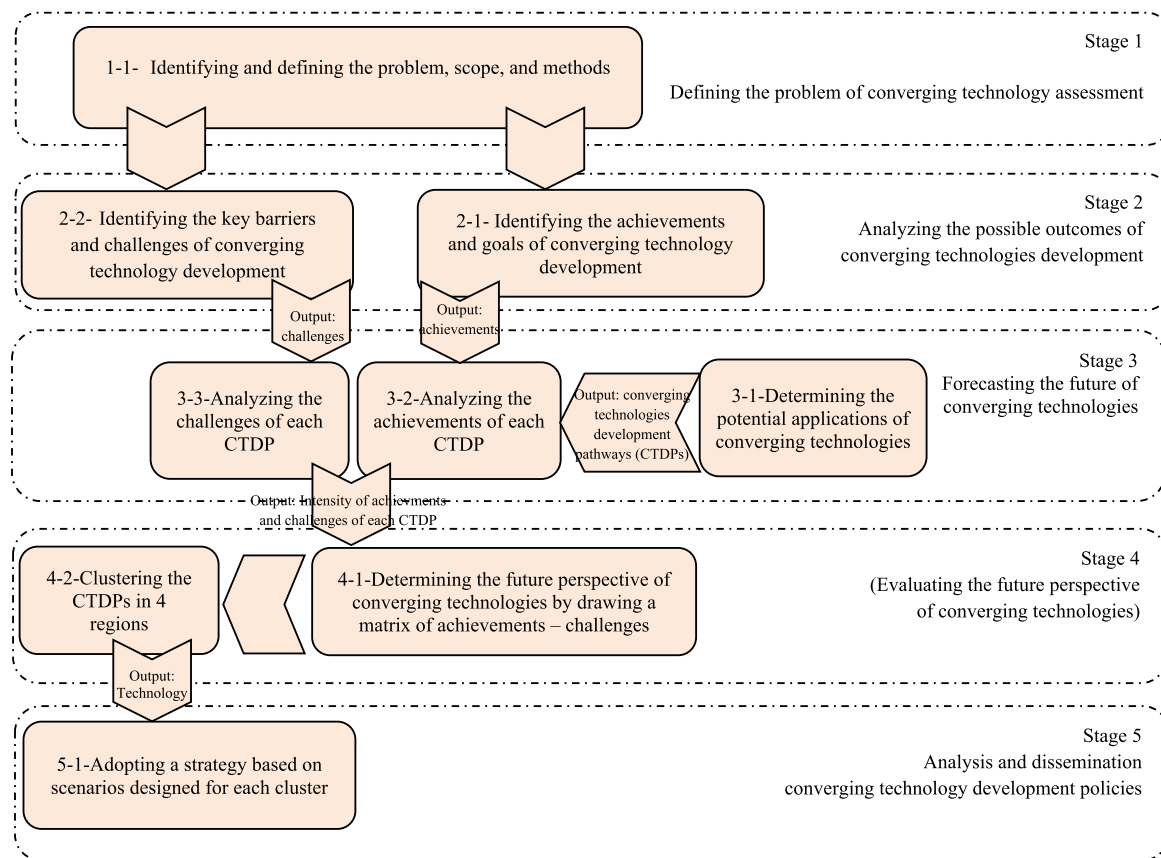 Stage 1
1-1- Identifying and defining the problem, scope, and methods
Defining the problem of converging technology assessment
Stage 2
Analyzing the possible outcomes of
converging technologies development
2-2- Identifying the key barriers
and challenges of converging
technology development
2-1- Identifying the achievements
and goals of converging technology
development
Output:
challenges
Output:
achievements
Stage 3
Forecasting the future of
converging technologies
3-3-Analyzing the
challenges of each
CTDP
3-2-Analyzing the
achievements of each
CTDP
Output: converging
technologies
development
pathways (CTDPs)
3-1-Determining the
potential applications of
converging technologies
Output: Intensity of achievments
and challenges of each CTDP
Stage 4
(Evaluating the future perspective
of converging technologies)
4-2-Clustering the
CTDPs in 4
regions
4-1-Determining the future perspective of
converging technologies by drawing a
matrix of achievements – challenges
Output:
Technology
Stage 5
Analysis and dissemination
converging technology development policies
5-1-Adopting a strategy based on
scenarios designed for each cluster